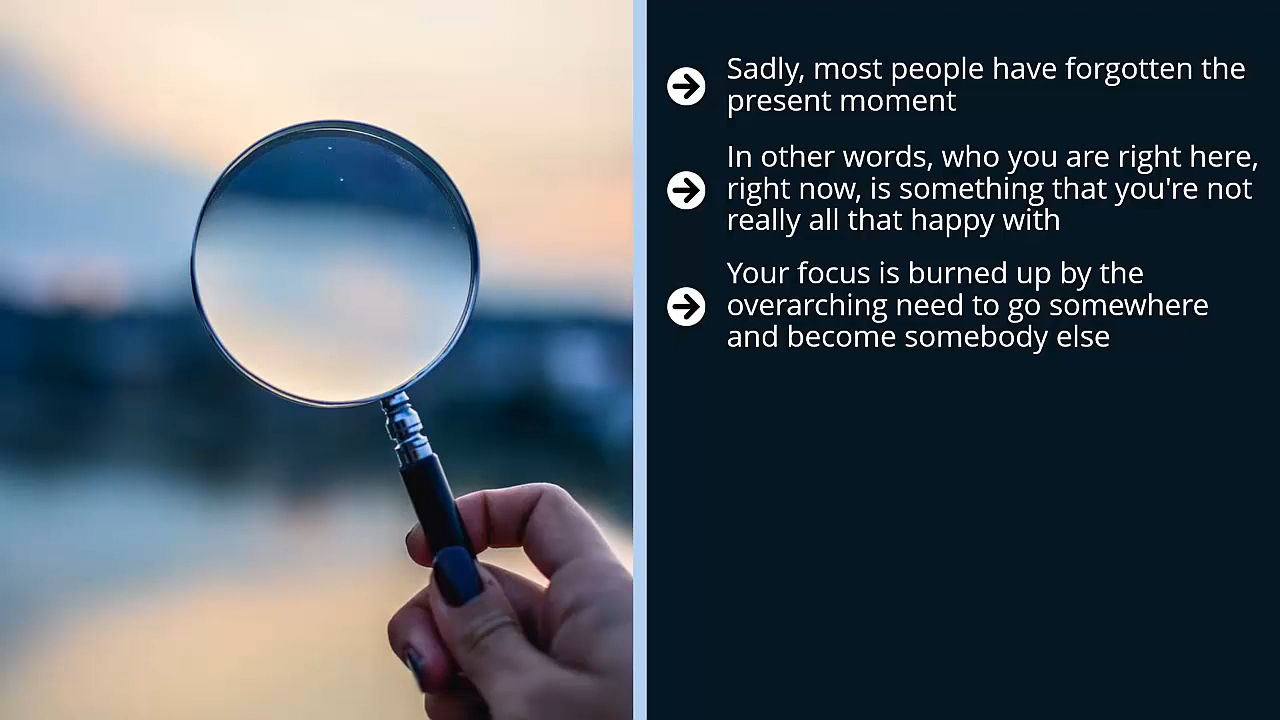 Sadly, most people have forgotten the
present moment
In other words, who you are right here,
right now, is something that you're not
really all that happy with
Your focus is burned up by the
overarching need to go somewhere
and become somebody else